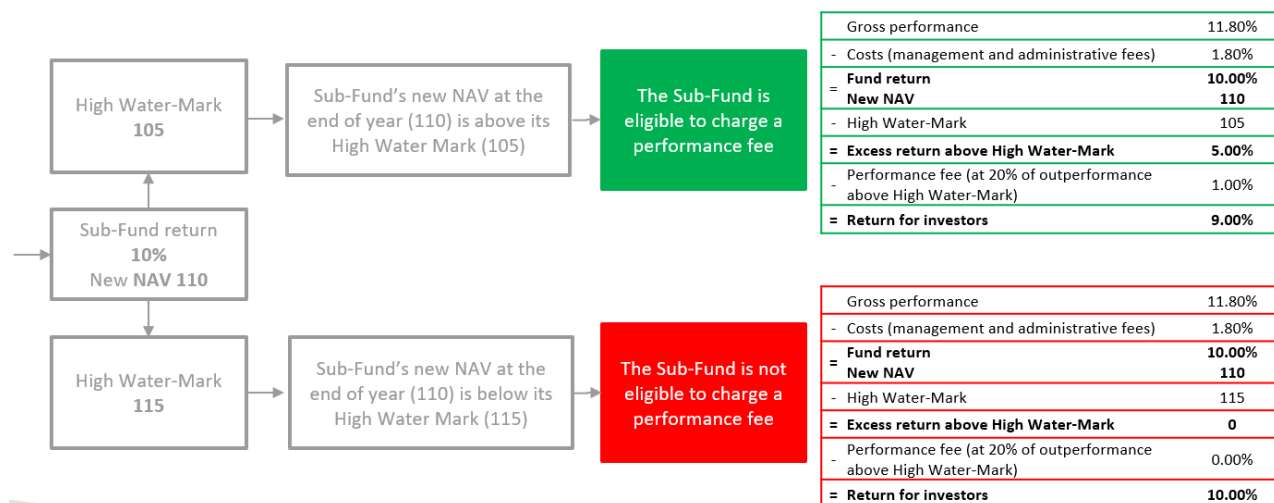 High Water-Mark
105
Sub-Fund's new NAV at the
end of year (110) is above its
High Water Mark (105)
The Sub-Fund is
eligible to charge a
performance fee
Gross performance 11.80%
- Costs (management and administrative fees) 1.80%
= Fund return 10.00%
New NAV 110
- High Water-Mark 105
= Excess return above High Water-Mark 5.00%
- Performance fee (at 20% of outperformance
above High Water-Mark) 1.00%
= Return for investors 9.00%
Sub-Fund return
10%
New NAV 110
High Water-Mark
115
Sub-Fund's new NAV at the
end of year (110) is below its
High Water Mark (115)
The Sub-Fund is not
eligible to charge a
performance fee
Gross performance 11.80%
- Costs (management and administrative fees) 1.80%
= Fund return 10.00%
New NAV 110
- High Water-Mark 115
= Excess return above High Water-Mark 0
- Performance fee (at 20% of outperformance
above High Water-Mark) 0.00%
= Return for investors 10.00%